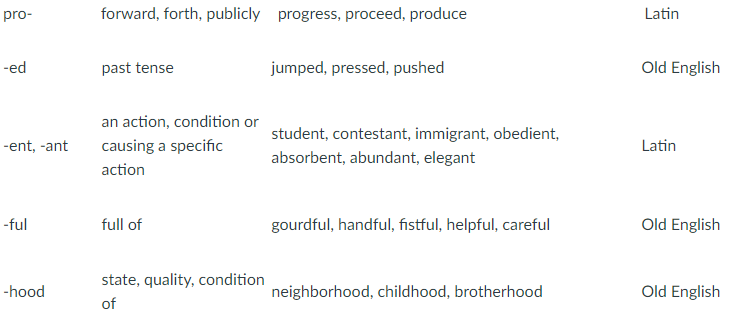 pro- forward, forth, publicly progress, proceed, produce Latin
-ed past tense jumped, pressed, pushed Old English
-ent, -ant an action, condition or causing a specific action student, contestant, immigrant, obedient, absorbent, abundant, elegant Latin
-ful full of gourdful, handful, fistful, helpful, careful Old English
-hood state, quality, condition of neighborhood, childhood, brotherhood Old English